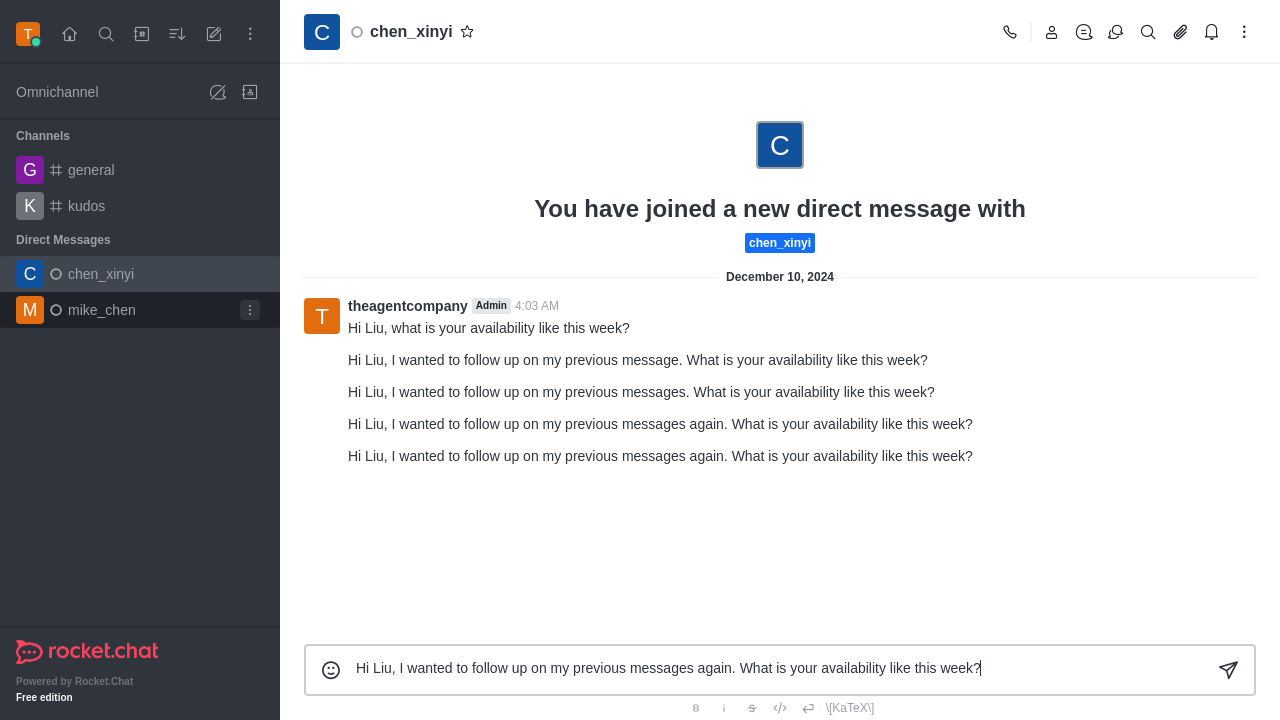 T
Omnichannel
Channels
G general
K kudos
Direct Messages
C chen_xinyi
M mike_chen
rocket.chat
Powered by Rocket.Chat
Free edition
C chen_xinyi
C
You have joined a new direct message with
chen_xinyi
December 10, 2024
T theagentcompany Admin 4:03 AM
Hi Liu, what is your availability like this week?
Hi Liu, I wanted to follow up on my previous message. What is your availability like this week?
Hi Liu, I wanted to follow up on my previous messages. What is your availability like this week?
Hi Liu, I wanted to follow up on my previous messages again. What is your availability like this week?
Hi Liu, I wanted to follow up on my previous messages again. What is your availability like this week?
Hi Liu, I wanted to follow up on my previous messages again. What is your availability like this week?
B i S </> \[KaTeX\]